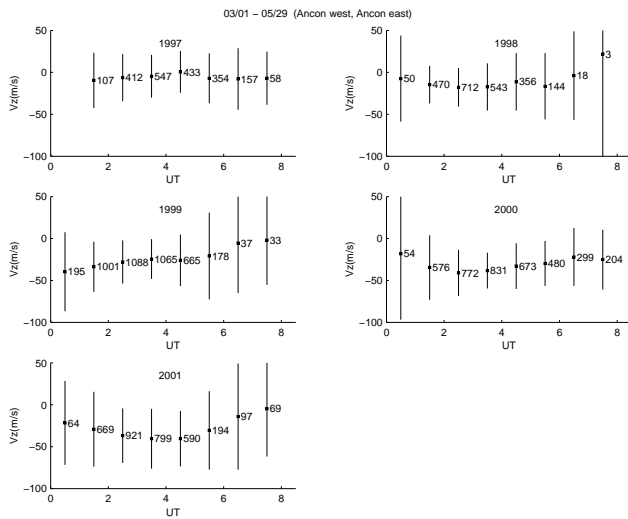 03/01 − 05/29 (Ancon west, Ancon east)
1997
50
0
−50
−100
Vz(m/s)
107 412 547 433 354 157 58
0 2 4 6 8
UT
1998
50
0
−50
−100
Vz(m/s)
50 470 712 543 356 144 18 3
0 2 4 6 8
UT
1999
50
0
−50
−100
Vz(m/s)
195 1001 1088 1065 665 178 37 33
0 2 4 6 8
UT
2000
50
0
−50
−100
Vz(m/s)
54 576 772 831 673 480 299 204
0 2 4 6 8
UT
2001
50
0
−50
−100
Vz(m/s)
64 669 921 799 590 194 97 69
0 2 4 6 8
UT